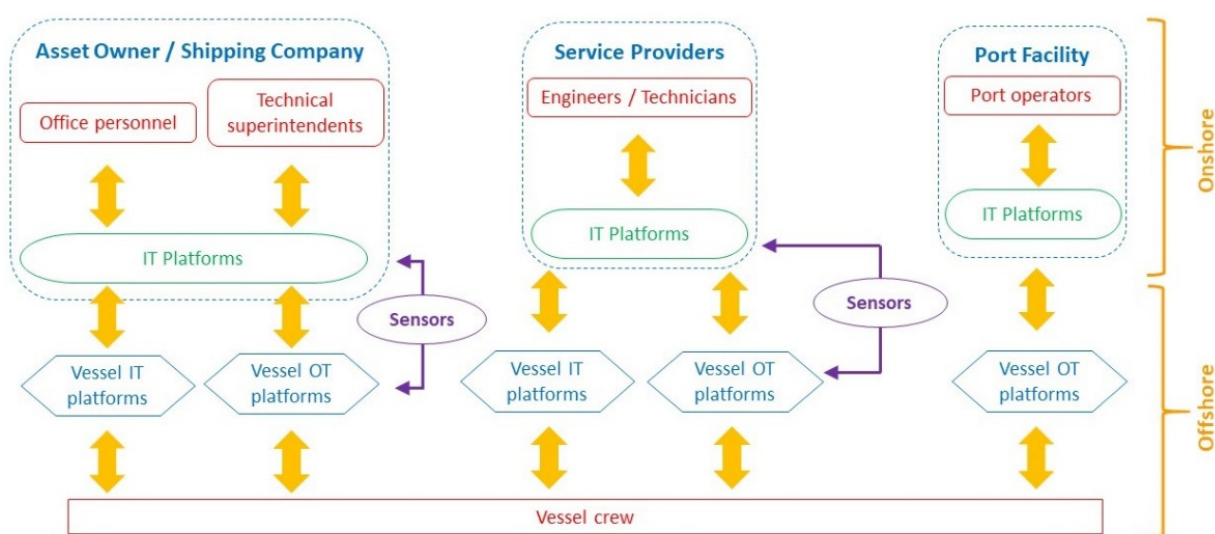 Asset Owner / Shipping Company
Office personnel
Technical
superintendents
IT Platforms
Service Providers
Engineers / Technicians
IT Platforms
Port Facility
Port operators
IT Platforms
Onshore
Sensors
Sensors
Vessel IT
platforms
Vessel OT
platforms
Vessel IT
platforms
Vessel OT
platforms
Vessel OT
platforms
Offshore
Vessel crew